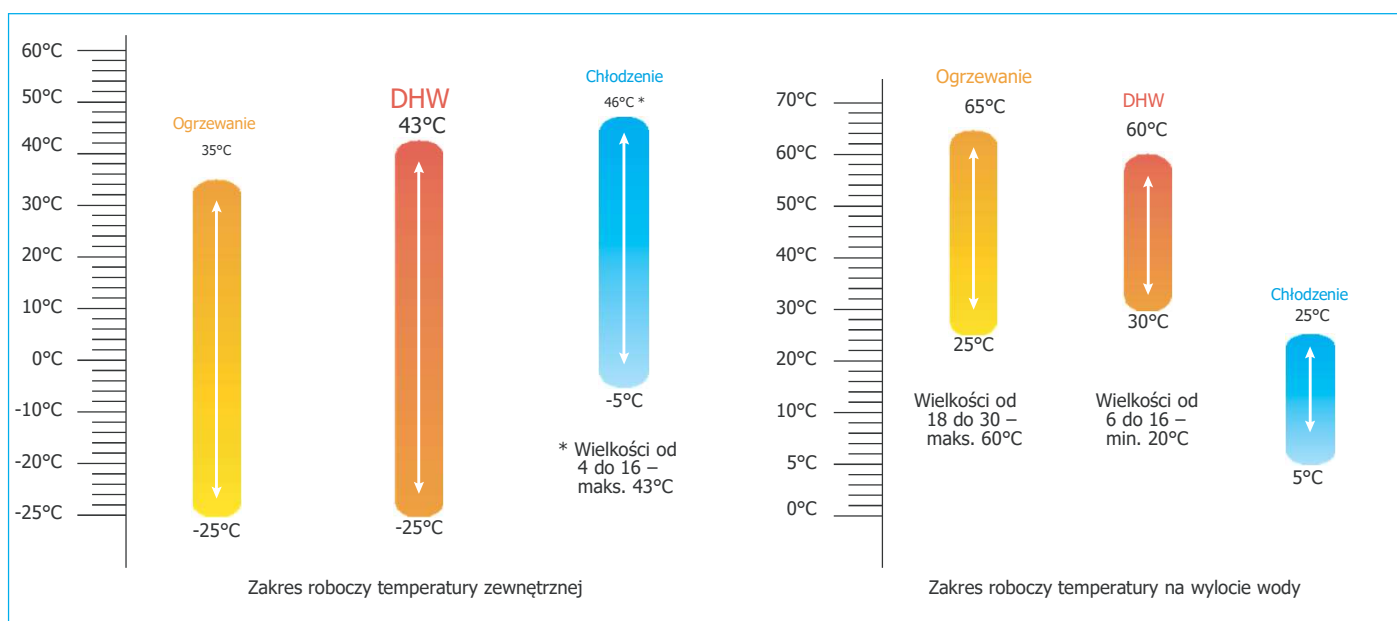 60°C
50°C
40°C
30°C
20°C
10°C
0°C
-10°C
-20°C
-25°C
Ogrzewanie
35°C
-25°C
DHW
43°C
-25°C
Chłodzenie
46°C *
-5°C
* Wielkości od
4 do 16 –
maks. 43°C
Zakres roboczy temperatury zewnętrznej
70°C
60°C
50°C
40°C
30°C
20°C
10°C
5°C
0°C
Ogrzewanie
65°C
25°C
Wielkości od
18 do 30 –
maks. 60°C
DHW
60°C
30°C
Wielkości od
6 do 16 –
min. 20°C
Chłodzenie
25°C
5°C
Zakres roboczy temperatury na wylocie wody